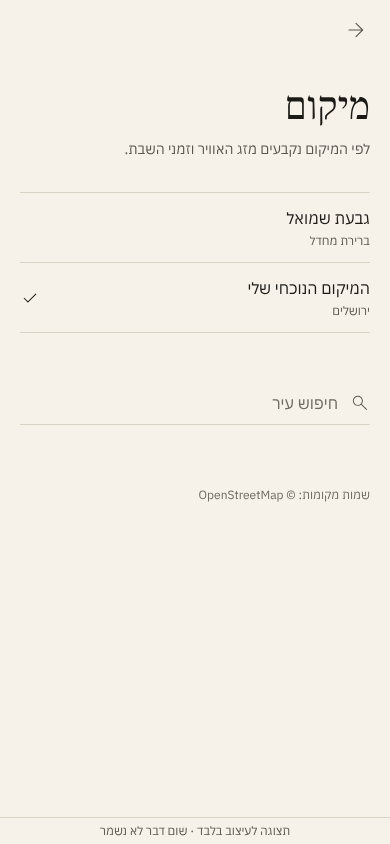 מיקום
לפי המיקום נקבעים מזג האוויר וזמני השבת.
גבעת שמואל
ברירת מחדל
המיקום הנוכחי שלי
ירושלים
חיפוש עיר
שמות מקומות: © OpenStreetMap
תצוגה לעיצוב בלבד · שום דבר לא נשמר